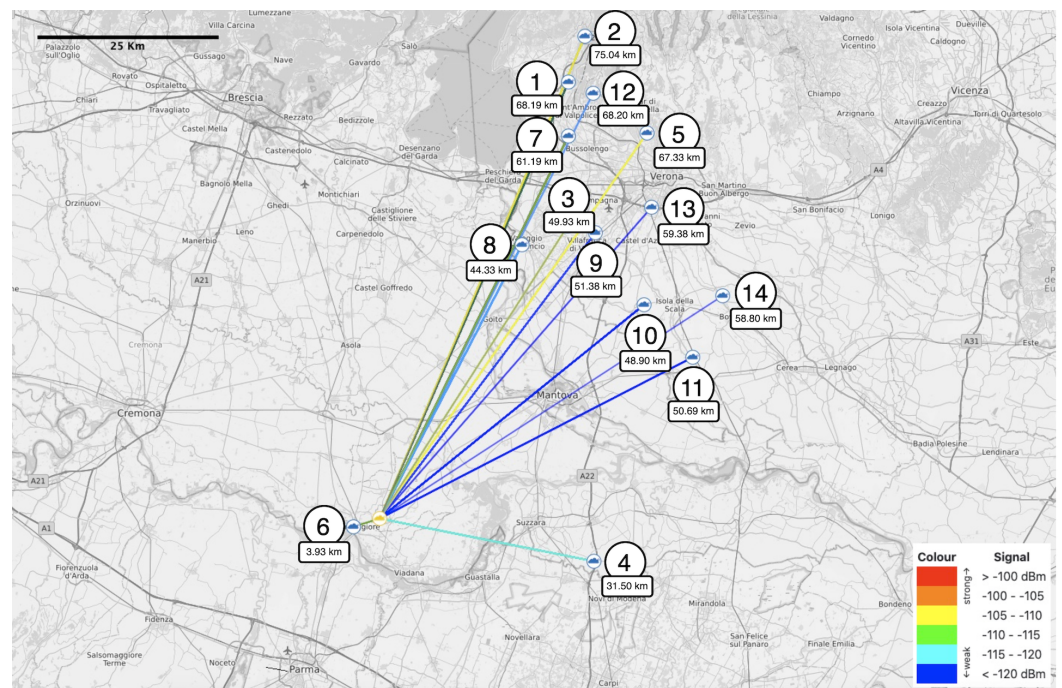 Lumezzane
della Lessinia
Valdagno
Dueville
Villa Carcina
Isola Vicentina
2
25 Km
Palazzolo
sull'Oglio
Gussago
Nave
Gavardo
Salò
75.04 km
Cornedo
Vicentino
Caldogno
Rovato
Ospitaletto
1
12
Vicenza
Chiari
Brescia
68.19 km
68.20 km
Chiampo
Creazzo
Travagliato
Rezzato
Bedizzole
Arzignano
Altavilla Vicentina
Torri di Quartesolo
Castel Mella
7
5
Castenedolo
Desenzano
del Garda
61.19 km
Bussolengo
67.33 km
Calcinato
Peschiera
del Garda
Verona
A4
Bagnolo Mella
Montichiari
San Martino
Buon Albergo
Orzinuovi
Ghedi
Castiglione
delle Stiviere
3
49.93 km
13
San Bonifacio
Lonigo
Manerbio
Leno
Carpenedolo
8
59.38 km
Zevio
44.33 km
9
A21
Castel Goffredo
51.38 km
14
Isola della
Scala
58.80 km
Goito
10
A31
Este
Cremona
Asola
48.90 km
Cerea
Legnago
11
Mantova
50.69 km
Cremona
Badia Polesine
Lendinara
A21
A22
6
Suzzara
A1
3.93 km
4
Fiorenzuola
d'Arda
Viadana
Guastalla
31.50 km
Novi di Modena
Mirandola
Bondeno
Fidenza
Novellara
San Felice
sul Panaro
Finale Emilia
Salsomaggiore
Terme
Noceto
Parma
Carpi
Colour Signal
strong→
> -100 dBm
-100 - -105
-105 - -110
-110 - -115
←weak
-115 - -120
< -120 dBm